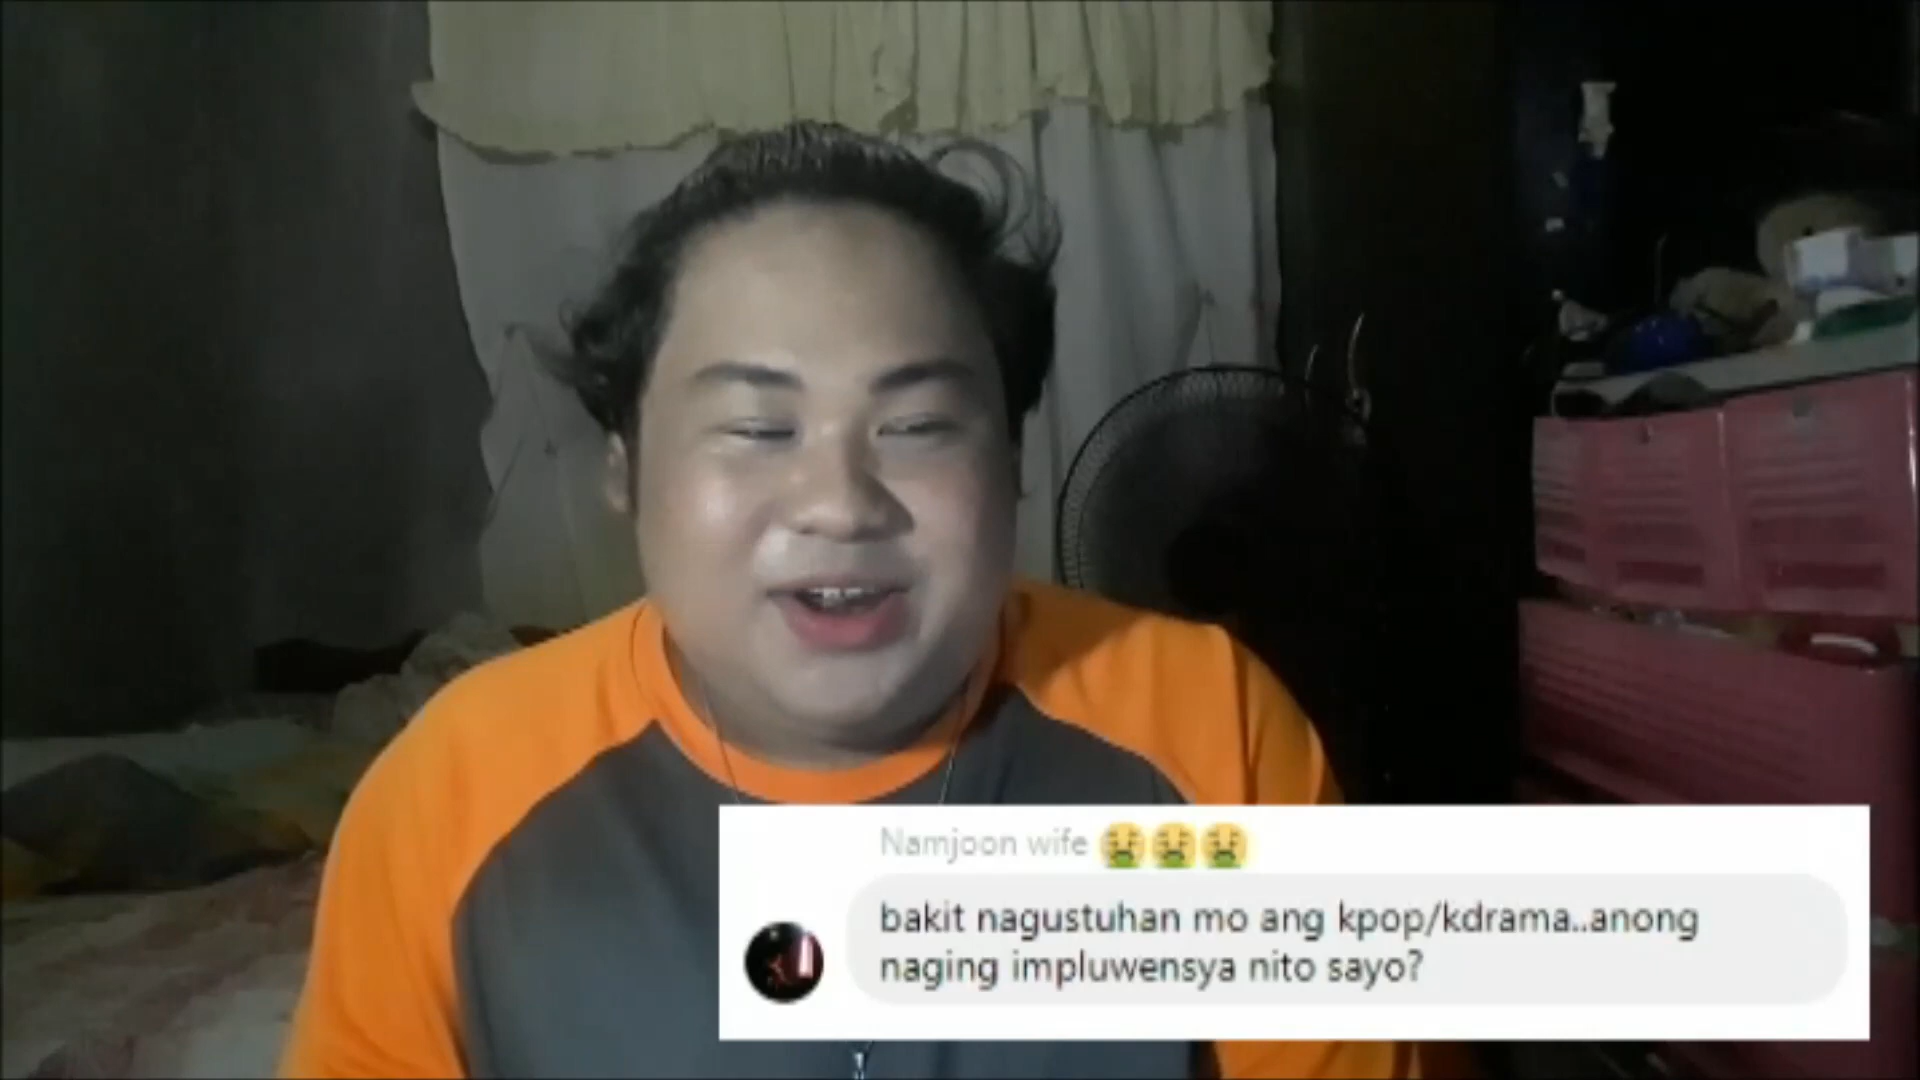 Namjoon wife 🤮🤮🤮
bakit nagustuhan mo ang kpop/kdrama..anong
naging impluwensya nito sayo?